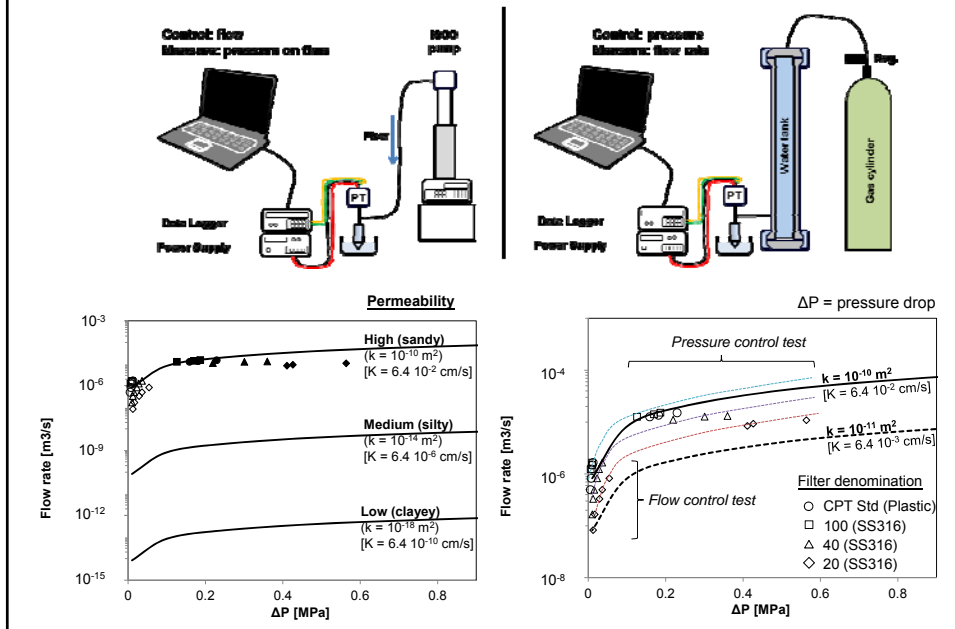 Control: flow
Measure: pressure on time
pump
PT
Data Logger
Power Supply
Control: pressure
Measure: flow rate
Reg.
Water tank
Gas cylinder
PT
Data Logger
Power Supply
Permeability
10-3
10-6
10-9
10-12
10-15
Flow rate [m3/s]
High (sandy)
(k = 10-10 m2)
[K = 6.4 10-2 cm/s]
Medium (silty)
(k = 10-14 m2)
[K = 6.4 10-6 cm/s]
Low (clayey)
(k = 10-18 m2)
[K = 6.4 10-10 cm/s]
0 0.2 0.4 0.6 0.8
ΔP [MPa]
ΔP = pressure drop
Pressure control test
10-4
10-6
10-8
Flow rate [m3/s]
k = 10-10 m2
[K = 6.4 10-2 cm/s]
k = 10-11 m2
[K = 6.4 10-3 cm/s]
Flow control test
Filter denomination
CPT Std (Plastic)
100 (SS316)
40 (SS316)
20 (SS316)
0 0.2 0.4 0.6 0.8
ΔP [MPa]